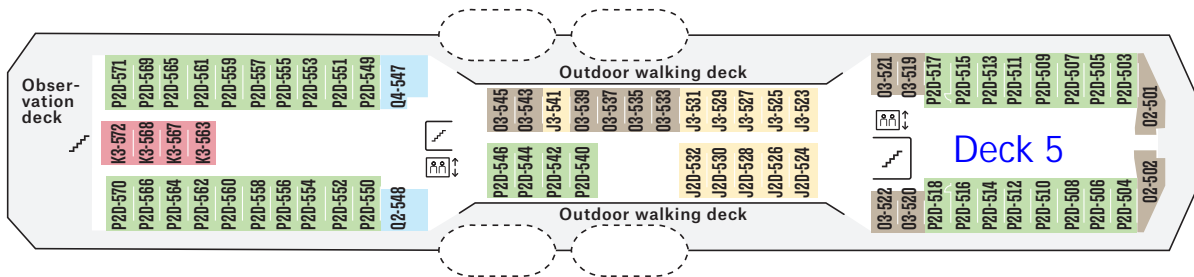 Obser-
vation
deck
P2D-571
P2D-569
P2D-565
P2D-561
P2D-559
P2D-557
P2D-555
P2D-553
P2D-551
P2D-549
Q4-547
K3-572
K3-568
K3-567
K3-563
P2D-570
P2D-566
P2D-564
P2D-562
P2D-560
P2D-558
P2D-556
P2D-554
P2D-552
P2D-550
Q2-548
Outdoor walking deck
O3-545
O3-543
J3-541
O3-539
O3-537
O3-535
O3-533
J3-531
J3-529
J3-527
J3-525
J3-523
P2D-546
P2D-544
P2D-542
P2D-540
J2D-532
J2D-530
J2D-528
J2D-526
J2D-524
Outdoor walking deck
O3-521
O3-519
P2D-517
P2D-515
P2D-513
P2D-511
P2D-509
P2D-507
P2D-505
P2D-503
O2-501
Deck 5
O3-522
O3-520
P2D-518
P2D-516
P2D-514
P2D-512
P2D-510
P2D-508
P2D-506
P2D-504
O2-502